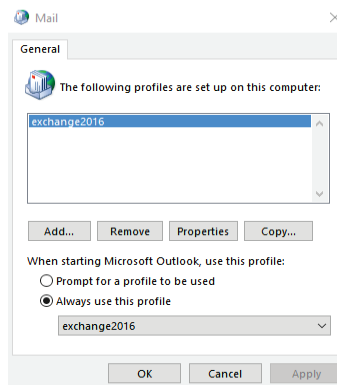 Mail
General
The following profiles are set up on this computer:
exchange2016
Add... Remove Properties Copy...
When starting Microsoft Outlook, use this profile:
Prompt for a profile to be used
Always use this profile
exchange2016
OK Cancel Apply